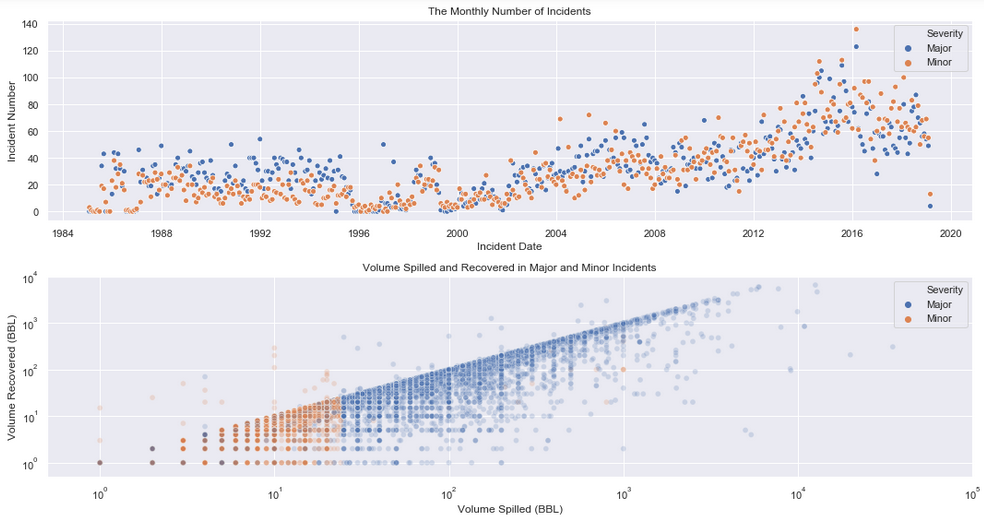 The Monthly Number of Incidents
140
120
100
80
60
40
20
0
Incident Number
Severity
Major
Minor
1984 1988 1992 1996 2000 2004 2008 2012 2016 2020
Incident Date
Volume Spilled and Recovered in Major and Minor Incidents
10^4
10^3
10^2
10^1
10^0
Volume Recovered (BBL)
Severity
Major
Minor
10^0 10^1 10^2 10^3 10^4 10^5
Volume Spilled (BBL)